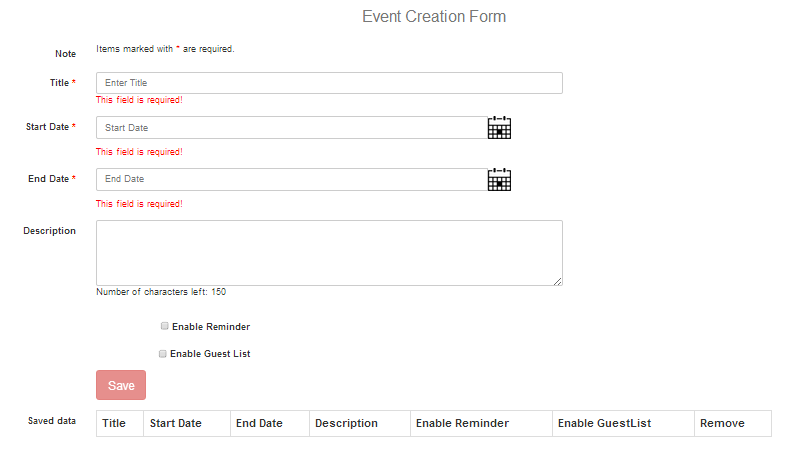 Event Creation Form
Note Items marked with * are required.
Title * Enter Title
This field is required!
Start Date * Start Date
This field is required!
End Date * End Date
This field is required!
Description
Number of characters left: 150
Enable Reminder
Enable Guest List
Save
Saved data Title Start Date End Date Description Enable Reminder Enable GuestList Remove